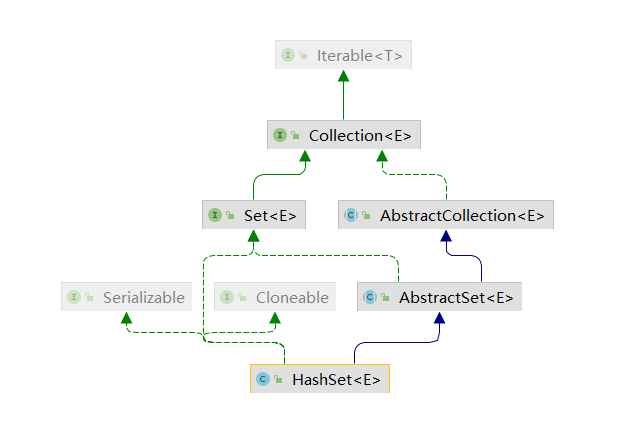 I Iterable<T>
I Collection<E>
I Set<E>
C AbstractCollection<E>
I Serializable
I Cloneable
C AbstractSet<E>
C HashSet<E>